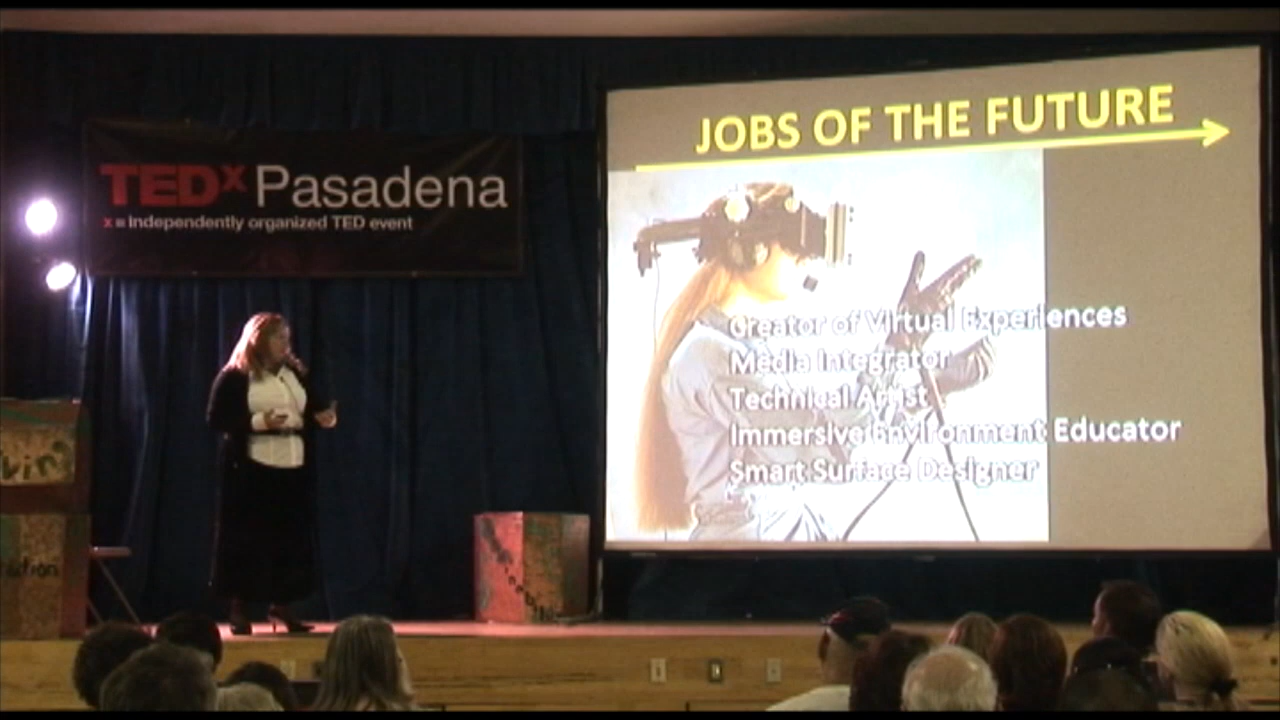 TEDx Pasadena
x = independently organized TED event
JOBS OF THE FUTURE
Creator of Virtual Experiences
Media Integrator
Technical Artist
Immersive Environment Educator
Smart Surface Designer